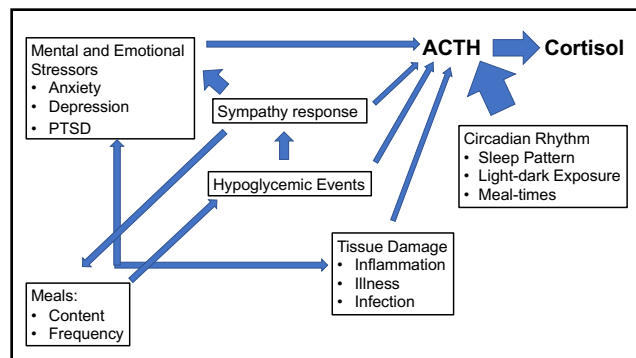 Mental and Emotional
Stressors
• Anxiety
• Depression
• PTSD
ACTH
Cortisol
Sympathy response
Hypoglycemic Events
Circadian Rhythm
• Sleep Pattern
• Light-dark Exposure
• Meal-times
Tissue Damage
• Inflammation
• Illness
• Infection
Meals:
• Content
• Frequency